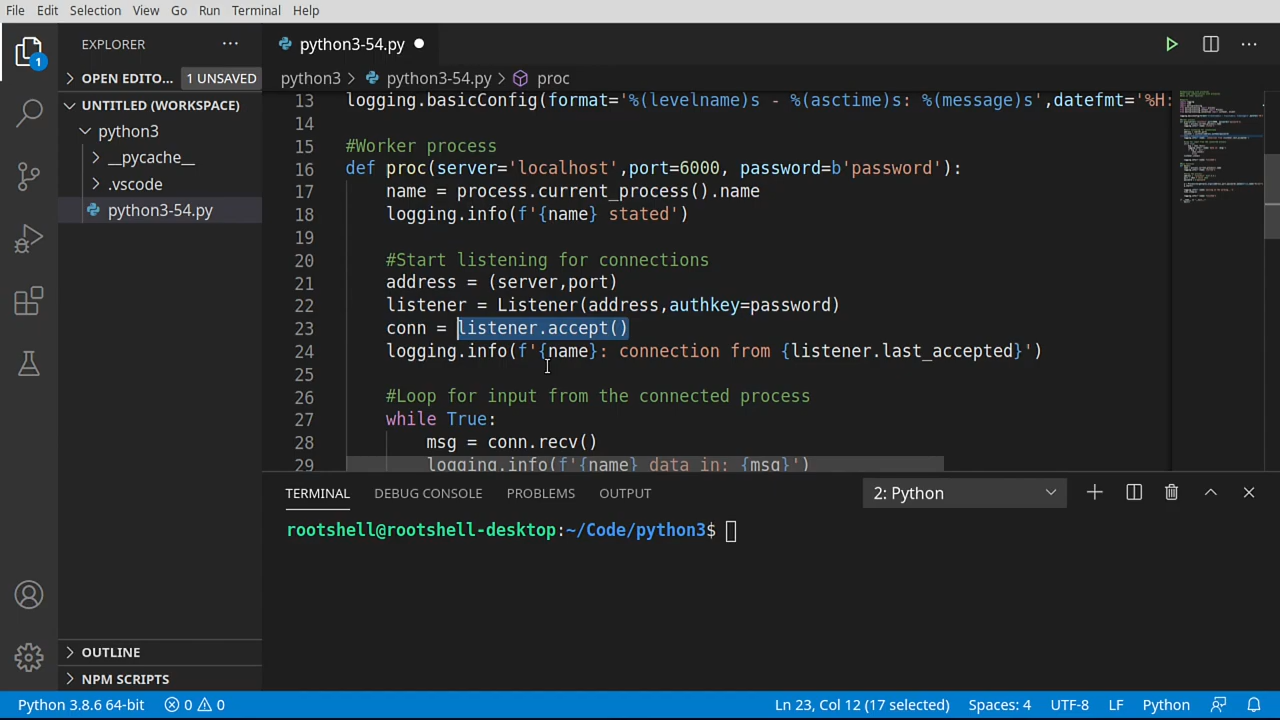 File Edit Selection View Go Run Terminal Help
EXPLORER
python3-54.py
1
OPEN EDITO... 1 UNSAVED
python3 > python3-54.py > proc
UNTITLED (WORKSPACE)
python3
__pycache__
.vscode
python3-54.py
13 logging.basicConfig(format='%(levelname)s - %(asctime)s: %(message)s',datefmt='%H:
14
15 #Worker process
16 def proc(server='localhost',port=6000, password=b'password'):
17 name = process.current_process().name
18 logging.info(f'{name} stated')
19
20 #Start listening for connections
21 address = (server,port)
22 listener = Listener(address,authkey=password)
23 conn = listener.accept()
24 logging.info(f'{name}: connection from {listener.last_accepted}')
25
26 #Loop for input from the connected process
27 while True:
28 msg = conn.recv()
29 logging.info(f'{name} data in: {msg}')
TERMINAL DEBUG CONSOLE PROBLEMS OUTPUT 2: Python
rootshell@rootshell-desktop:~/Code/python3$
OUTLINE
NPM SCRIPTS
Python 3.8.6 64-bit 0 0 Ln 23, Col 12 (17 selected) Spaces: 4 UTF-8 LF Python